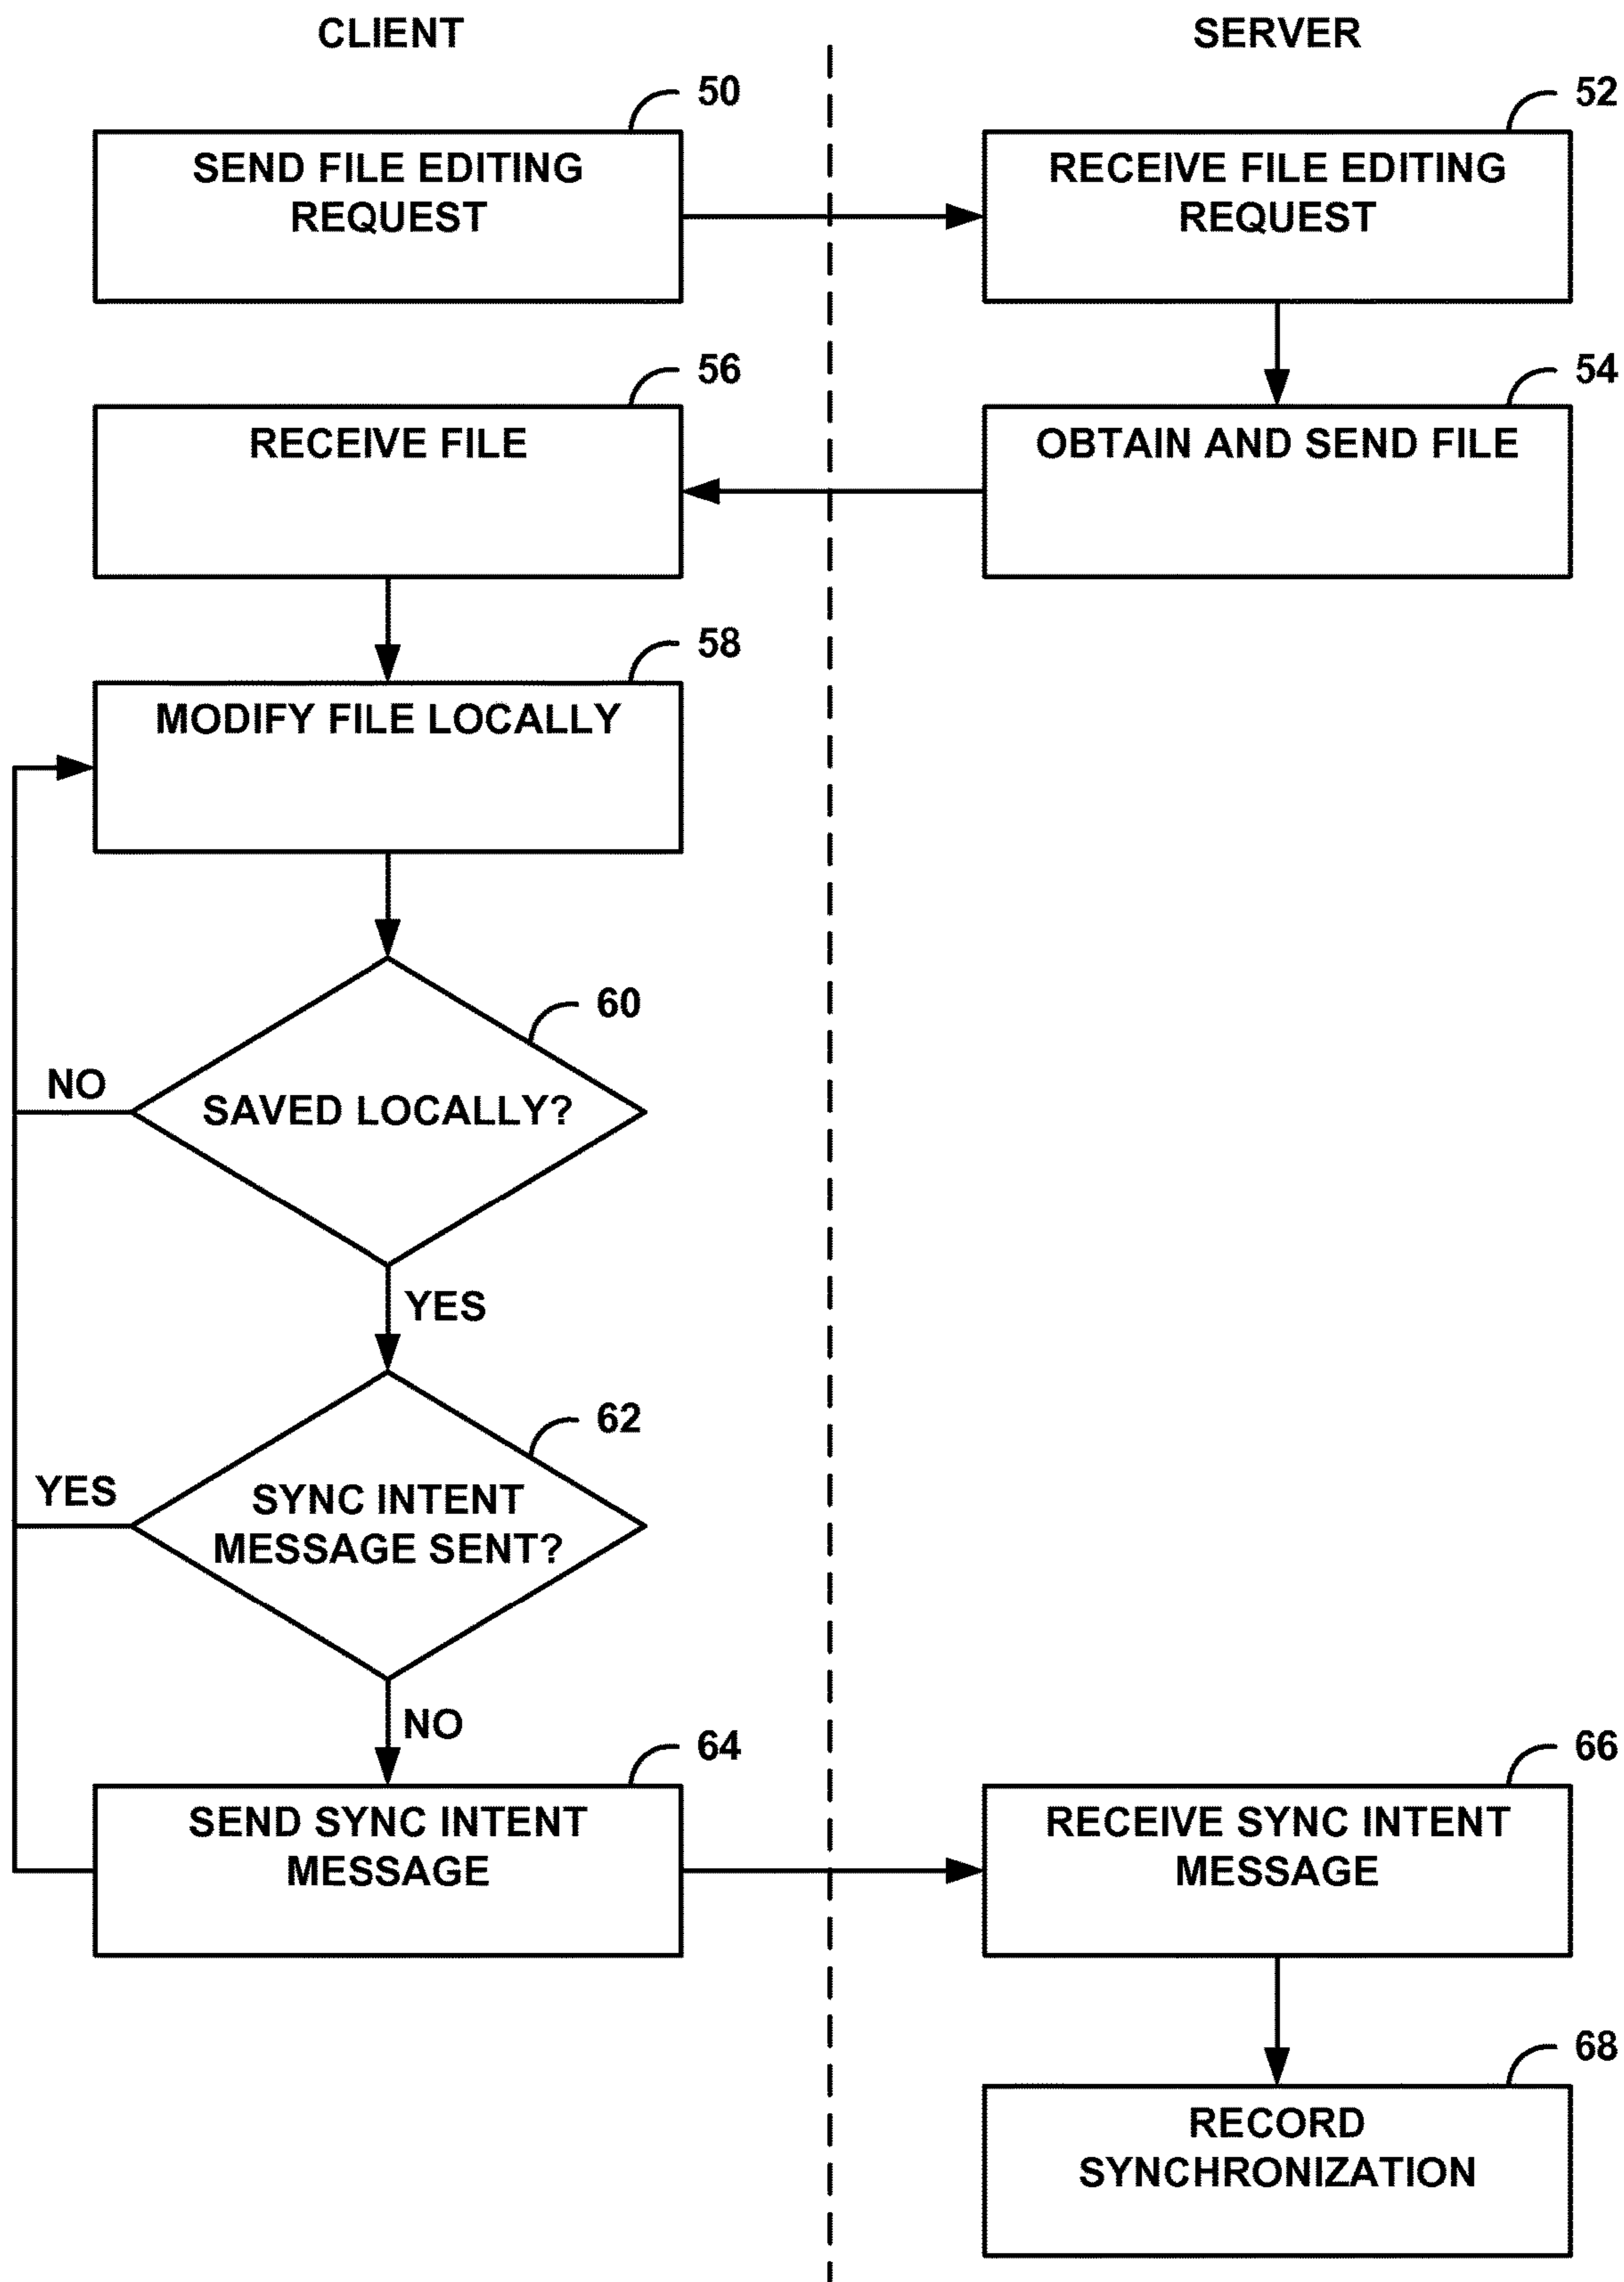 CLIENT
SERVER
50
SEND FILE EDITING
REQUEST
52
RECEIVE FILE EDITING
REQUEST
56
RECEIVE FILE
54
OBTAIN AND SEND FILE
58
MODIFY FILE LOCALLY
60
SAVED LOCALLY?
NO
YES
62
SYNC INTENT
MESSAGE SENT?
YES
NO
64
SEND SYNC INTENT
MESSAGE
66
RECEIVE SYNC INTENT
MESSAGE
68
RECORD
SYNCHRONIZATION